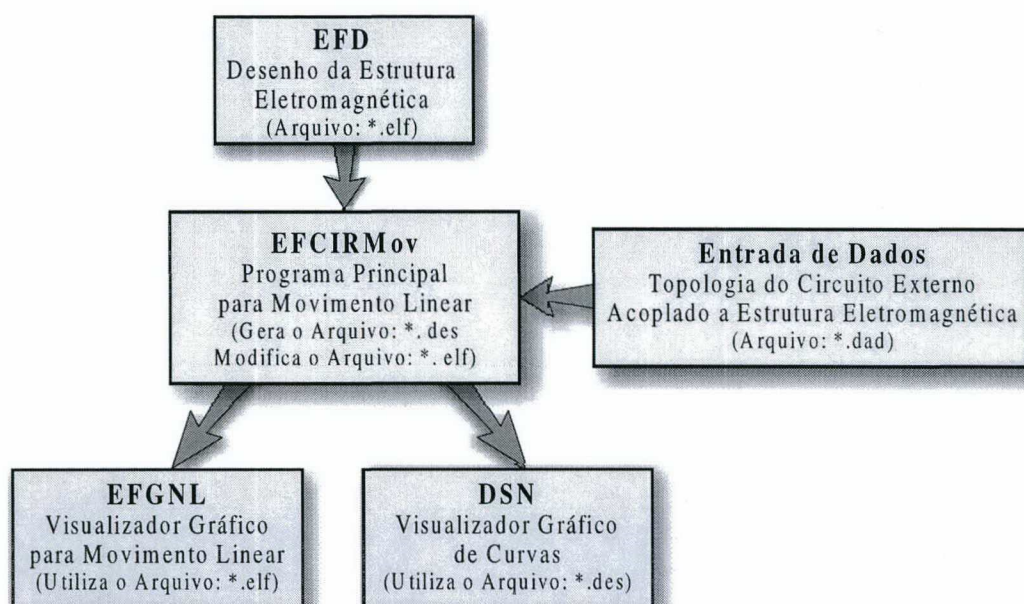 EFD
Desenho da Estrutura
Eletromagnética
(Arquivo: *.elf)
EFCIRMov
Programa Principal
para Movimento Linear
(Gera o Arquivo: *. des
Modifica o Arquivo: *. elf)
Entrada de Dados
Topologia do Circuito Externo
Acoplado a Estrutura Eletromagnética
(Arquivo: *.dad)
EFGNL
Visualizador Gráfico
para Movimento Linear
(Utiliza o Arquivo: *.elf)
DSN
Visualizador Gráfico
de Curvas
(Utiliza o Arquivo: *.des)